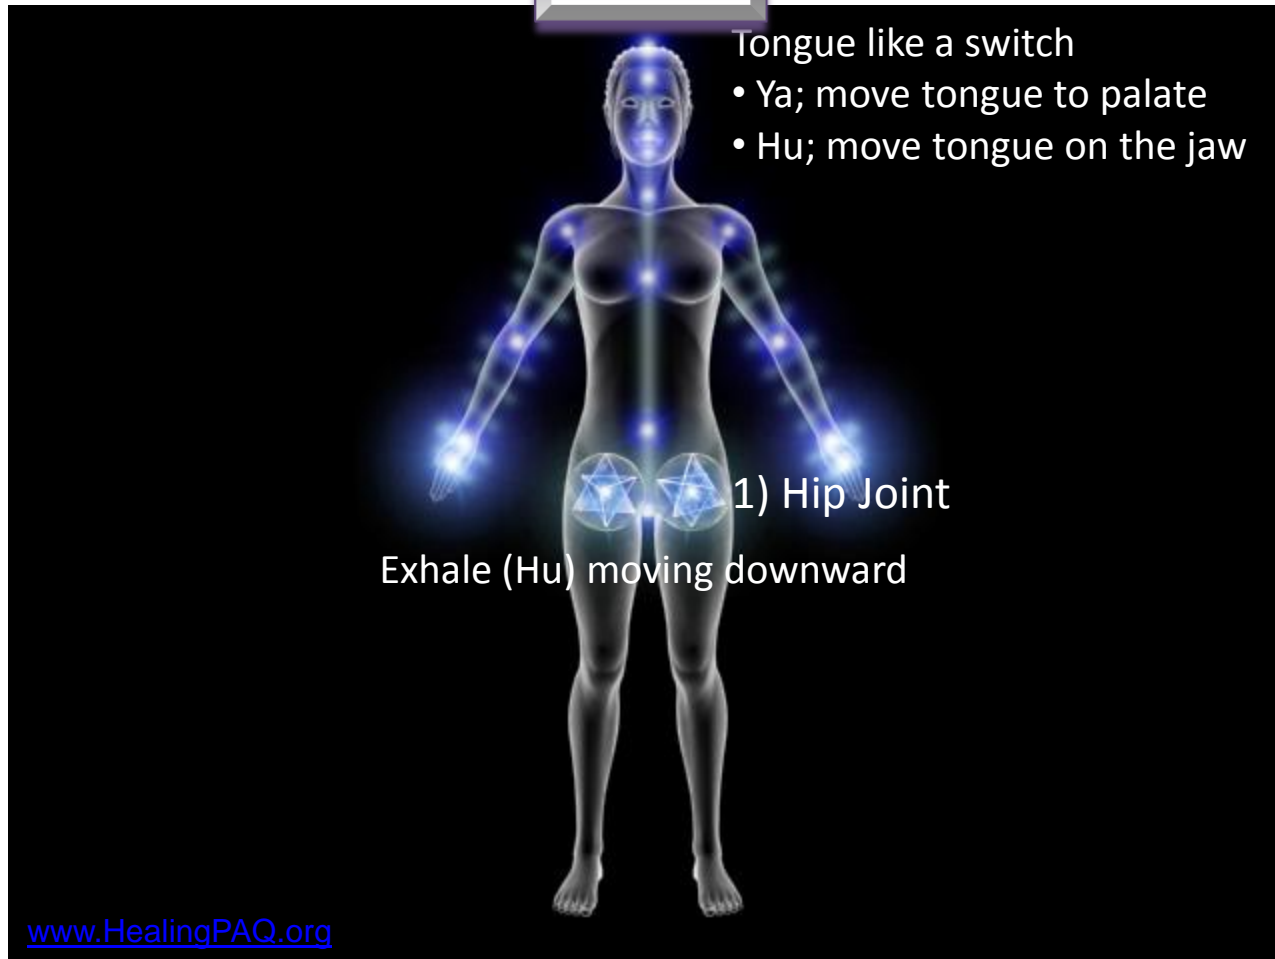 Tongue like a switch
• Ya; move tongue to palate
• Hu; move tongue on the jaw
1) Hip Joint
Exhale (Hu) moving downward
www.HealingPAQ.org